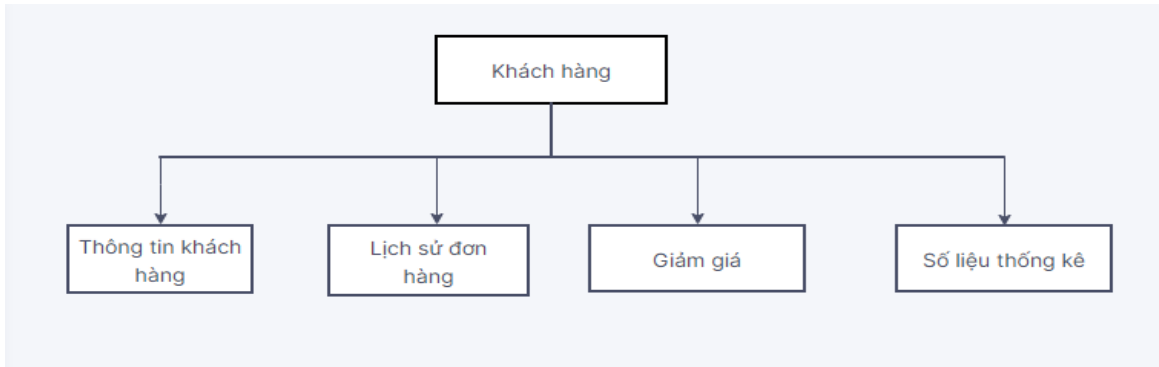 Khách hàng
Thông tin khách
hàng
Lịch sử đơn
hàng
Giảm giá
Số liệu thống kê